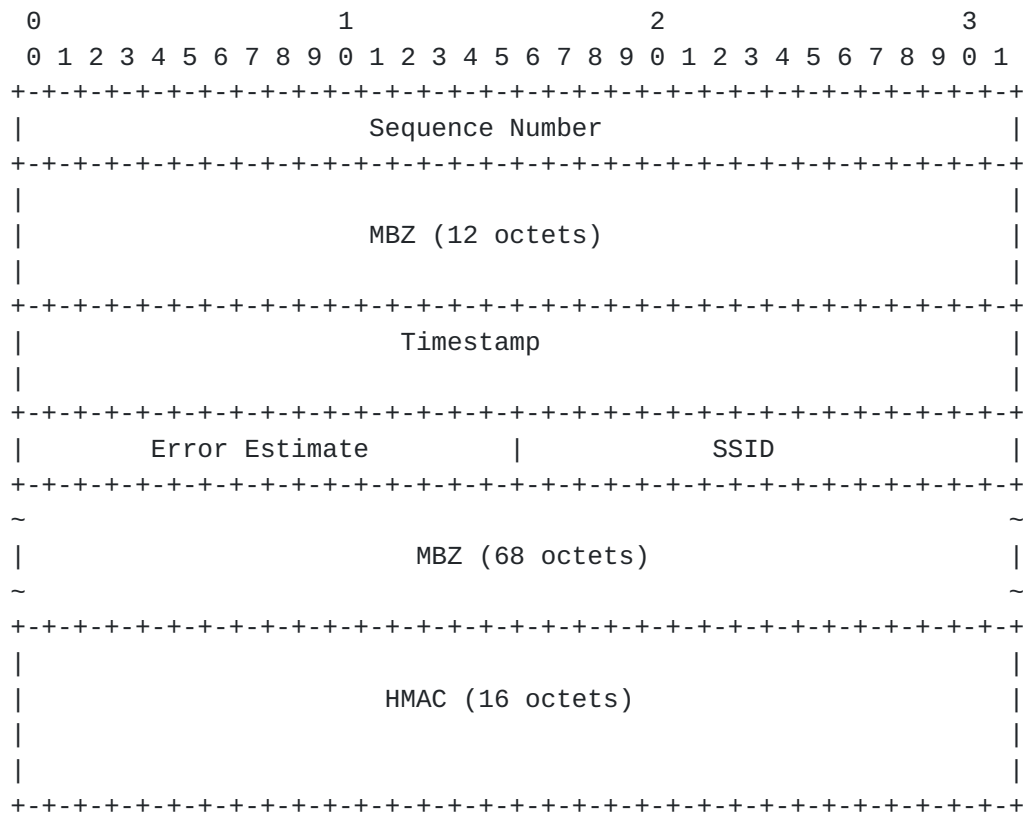 0                   1                   2                   3
 0 1 2 3 4 5 6 7 8 9 0 1 2 3 4 5 6 7 8 9 0 1 2 3 4 5 6 7 8 9 0 1
+-+-+-+-+-+-+-+-+-+-+-+-+-+-+-+-+-+-+-+-+-+-+-+-+-+-+-+-+-+-+-+-+
|                      Sequence Number                          |
+-+-+-+-+-+-+-+-+-+-+-+-+-+-+-+-+-+-+-+-+-+-+-+-+-+-+-+-+-+-+-+-+
|                                                               |
|                      MBZ (12 octets)                          |
|                                                               |
+-+-+-+-+-+-+-+-+-+-+-+-+-+-+-+-+-+-+-+-+-+-+-+-+-+-+-+-+-+-+-+-+
|                        Timestamp                              |
|                                                               |
+-+-+-+-+-+-+-+-+-+-+-+-+-+-+-+-+-+-+-+-+-+-+-+-+-+-+-+-+-+-+-+-+
|        Error Estimate         |            SSID               |
+-+-+-+-+-+-+-+-+-+-+-+-+-+-+-+-+-+-+-+-+-+-+-+-+-+-+-+-+-+-+-+-+
~                                                               ~
|                         MBZ (68 octets)                       |
~                                                               ~
+-+-+-+-+-+-+-+-+-+-+-+-+-+-+-+-+-+-+-+-+-+-+-+-+-+-+-+-+-+-+-+-+
|                                                               |
|                       HMAC (16 octets)                        |
|                                                               |
|                                                               |
+-+-+-+-+-+-+-+-+-+-+-+-+-+-+-+-+-+-+-+-+-+-+-+-+-+-+-+-+-+-+-+-+